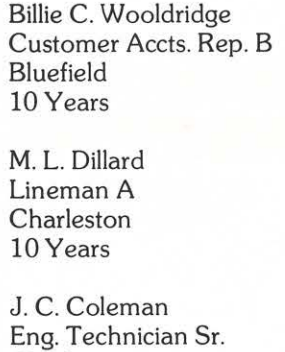 Billie C. Wooldridge
Customer Accts. Rep. B
Bluefield
10 Years
M. L. Dillard
Lineman A
Charleston
10 Years
J. C. Coleman
Eng. Technician Sr.